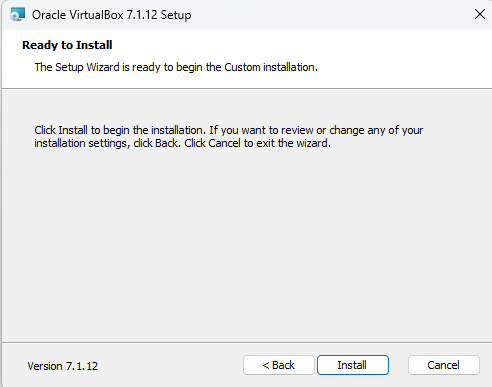 Oracle VirtualBox 7.1.12 Setup
Ready to Install
The Setup Wizard is ready to begin the Custom installation.
Click Install to begin the installation. If you want to review or change any of your
installation settings, click Back. Click Cancel to exit the wizard.
Version 7.1.12
< Back
Install
Cancel